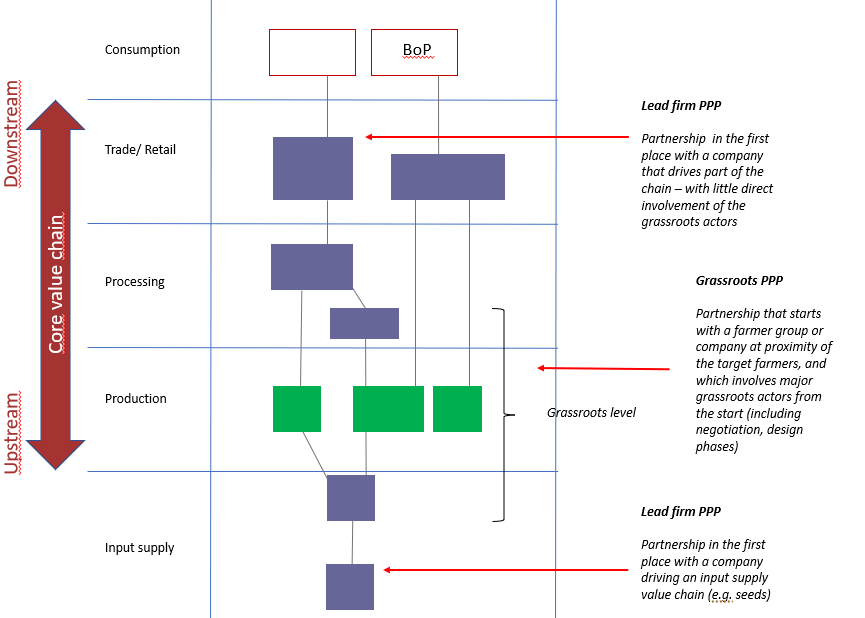 Consumption
BoP
Downstream
Lead firm PPP
Partnership in the first
place with a company
that drives part of the
chain – with little direct
involvement of the
grassroots actors
Trade/ Retail
Core value chain
Processing
Grassroots PPP
Partnership that starts
with a farmer group or
company at proximity of
the target farmers, and
which involves major
grassroots actors from
the start (including
negotiation, design
phases)
Production
Grassroots level
Upstream
Lead firm PPP
Partnership in the first
place with a company
driving an input supply
value chain (e.g. seeds)
Input supply